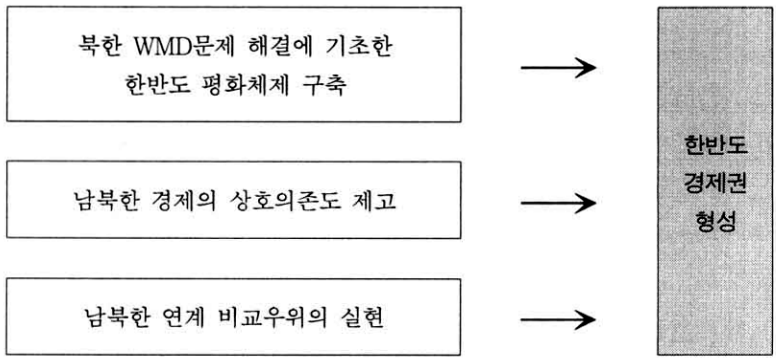 북한 WMD문제 해결에 기초한
한반도 평화체제 구축
남북한 경제의 상호의존도 제고
남북한 연계 비교우위의 실현
한반도
경제권
형성